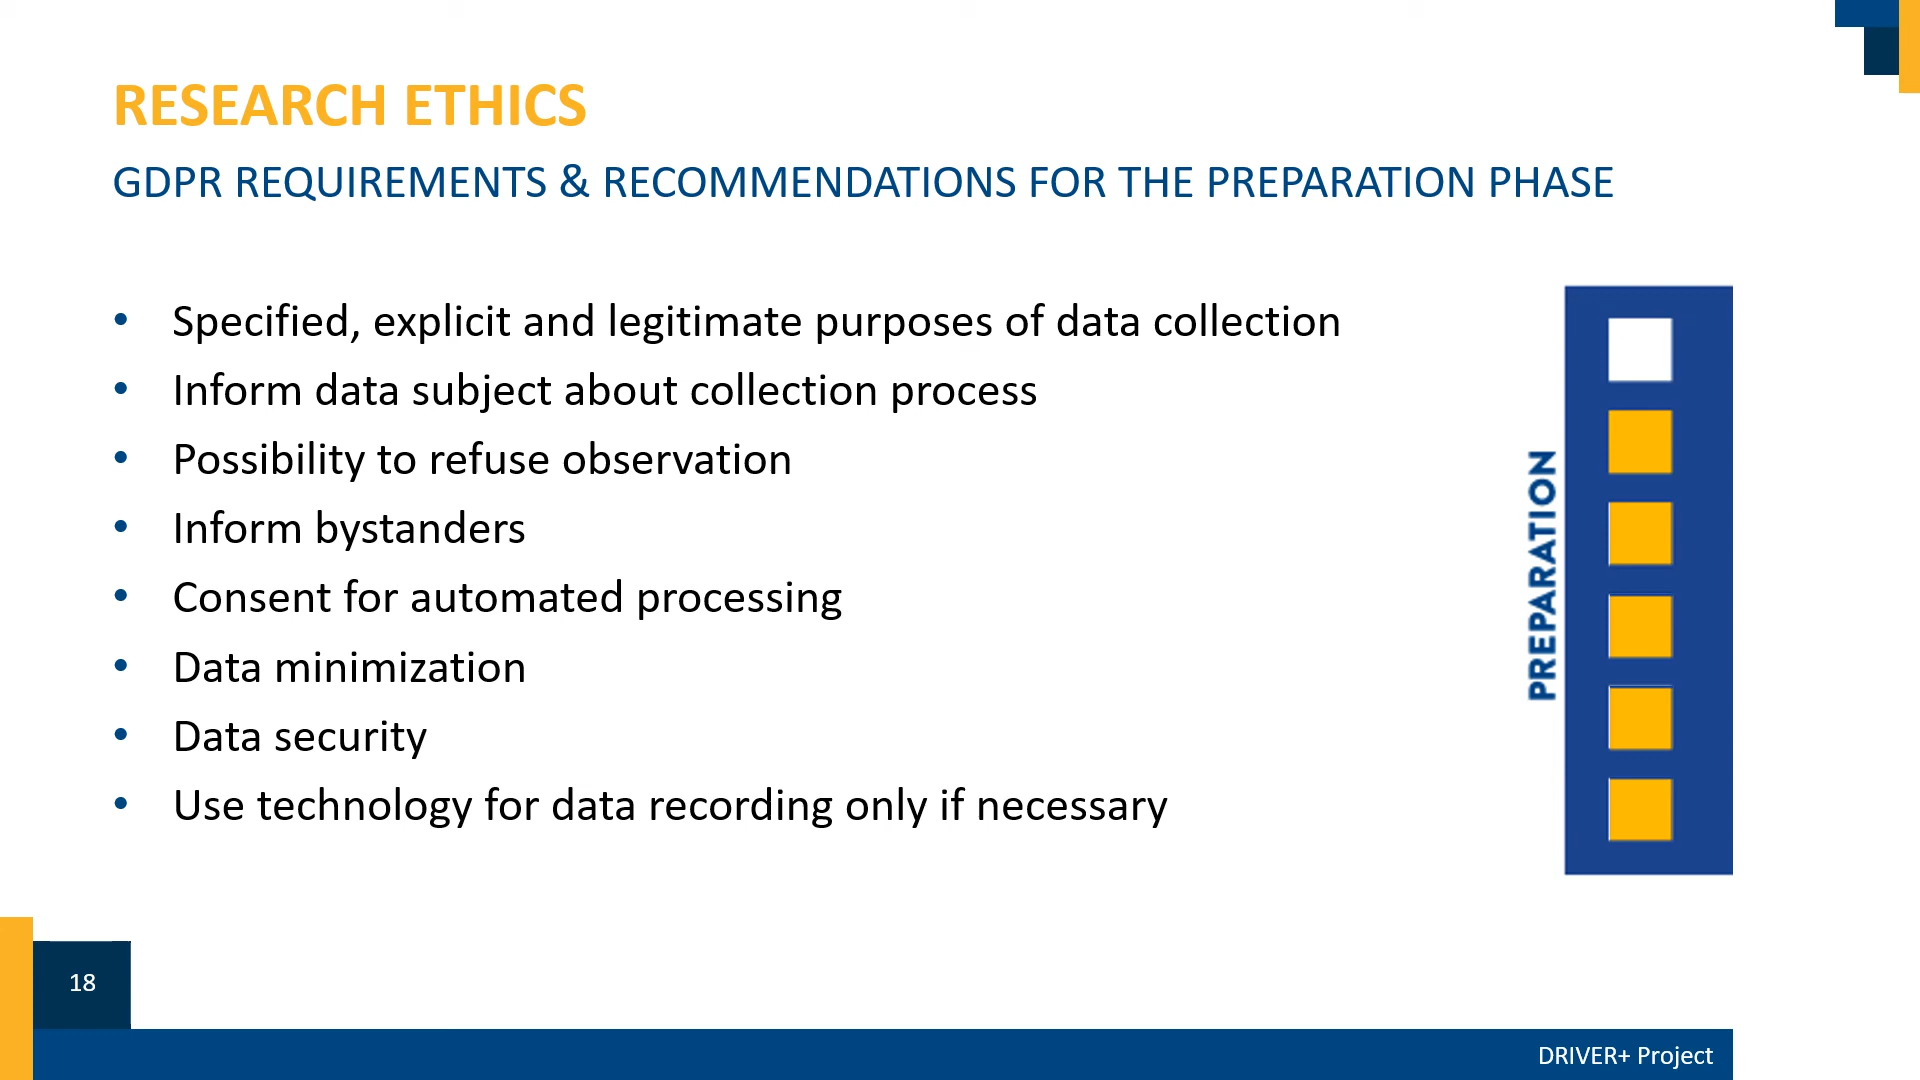 RESEARCH ETHICS
GDPR REQUIREMENTS & RECOMMENDATIONS FOR THE PREPARATION PHASE
• Specified, explicit and legitimate purposes of data collection
• Inform data subject about collection process
• Possibility to refuse observation
• Inform bystanders
• Consent for automated processing
• Data minimization
• Data security
• Use technology for data recording only if necessary
PREPARATION
18
DRIVER+ Project